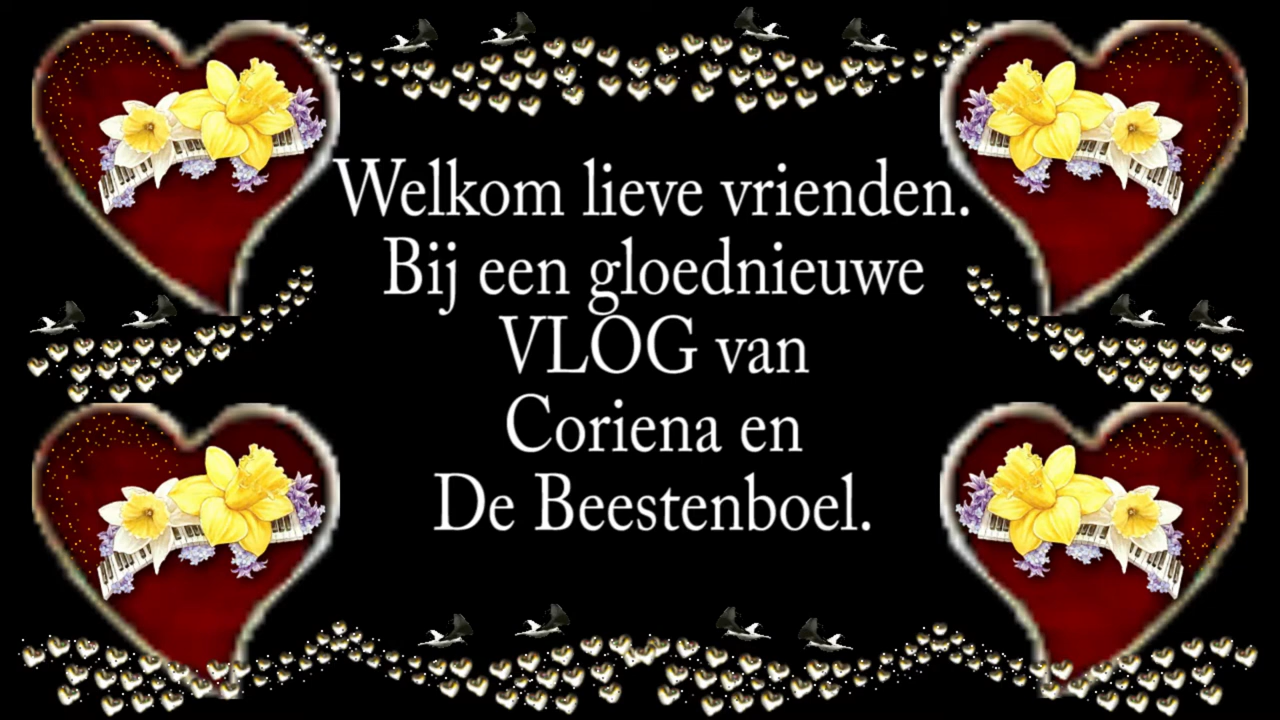 Welkom lieve vrienden.
Bij een gloednieuwe
VLOG van
Coriena en
De Beestenboel.